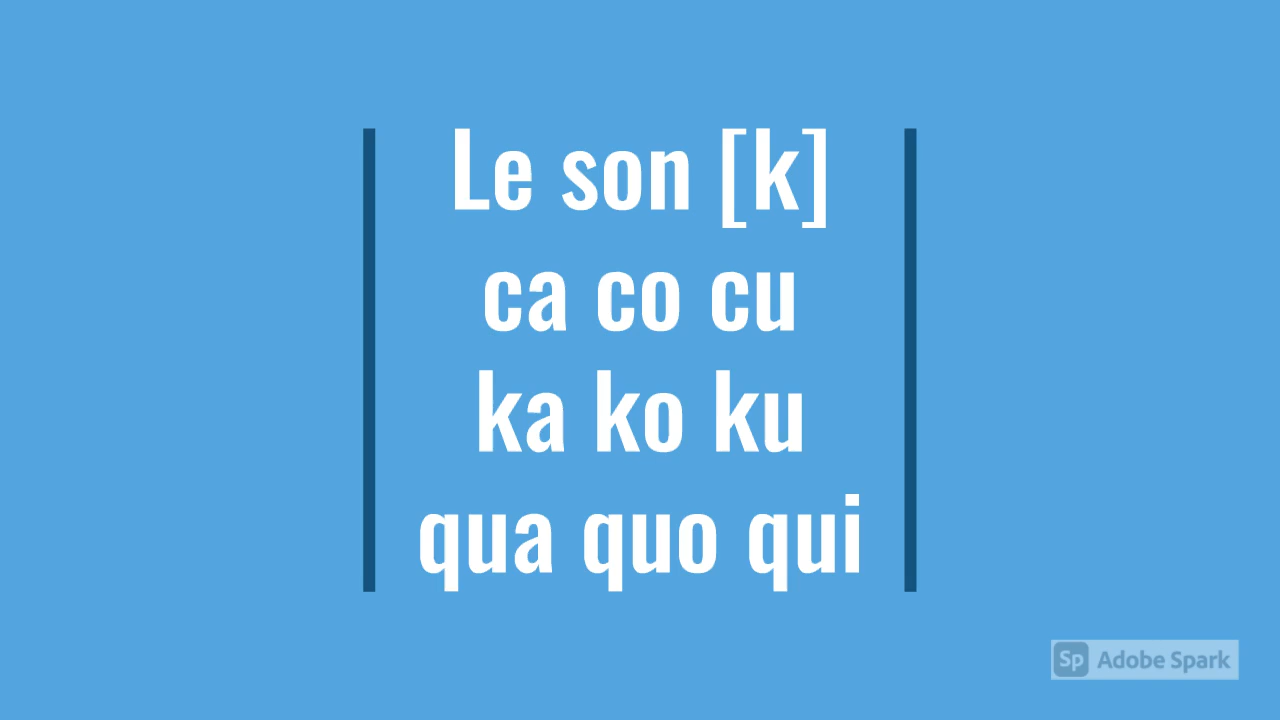 Le son [k]
ca co cu
ka ko ku
qua quo qui
Sp Adobe Spark